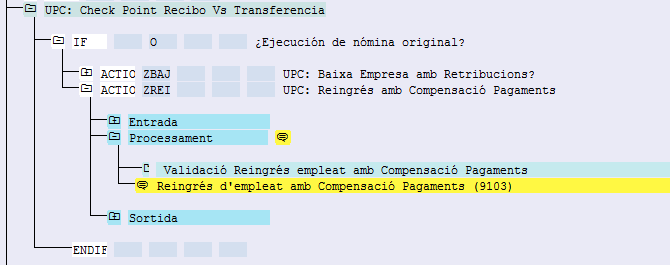 UPC: Check Point Recibo Vs Transferencia
IF O ¿Ejecución de nómina original?
ACTIO ZBAJ UPC: Baixa Empresa amb Retribucions?
ACTIO ZREI UPC: Reingrés amb Compensació Pagaments
Entrada
Processament
Validació Reingrés empleat amb Compensació Pagaments
Reingrés d'empleat amb Compensació Pagaments (9103)
Sortida
ENDIF